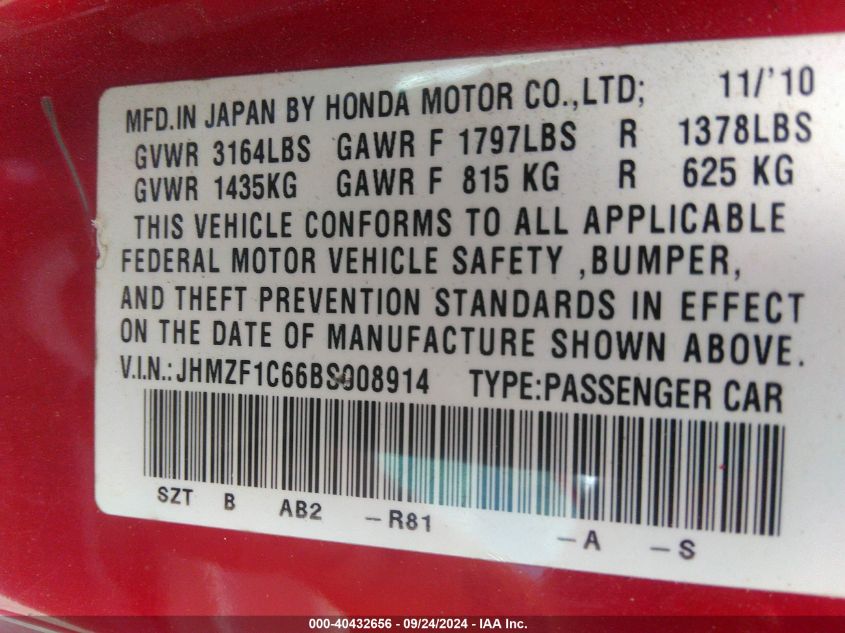 MFD.IN JAPAN BY HONDA MOTOR CO.,LTD; 11/'10
GVWR 3164LBS GAWR F 1797LBS R 1378LBS
GVWR 1435KG GAWR F 815 KG R 625 KG
THIS VEHICLE CONFORMS TO ALL APPLICABLE
FEDERAL MOTOR VEHICLE SAFETY ,BUMPER,
AND THEFT PREVENTION STANDARDS IN EFFECT
ON THE DATE OF MANUFACTURE SHOWN ABOVE.
V.I.N.:JHMZF1C66BS008914 TYPE:PASSENGER CAR
SZT B AB2 -R81 -A -S
000-40432656 - 09/24/2024 - IAA Inc.